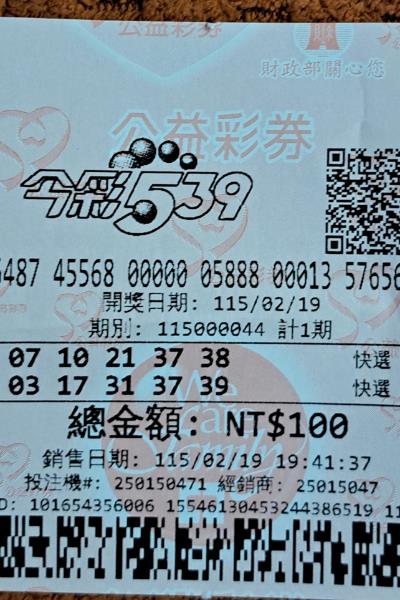 公益彩券
財政部關心您
公益彩券
今彩539
6487 45568 00000 05888 00013 57656
開獎日期: 115/02/19
期別: 115000044 計1期
07 10 21 37 38 快選
03 17 31 37 39 快選
總金額: NT$100
銷售日期: 115/02/19 19:41:37
投注機#: 250150471 經銷商: 25015047
D: 101654356006 15546130453244386519 11